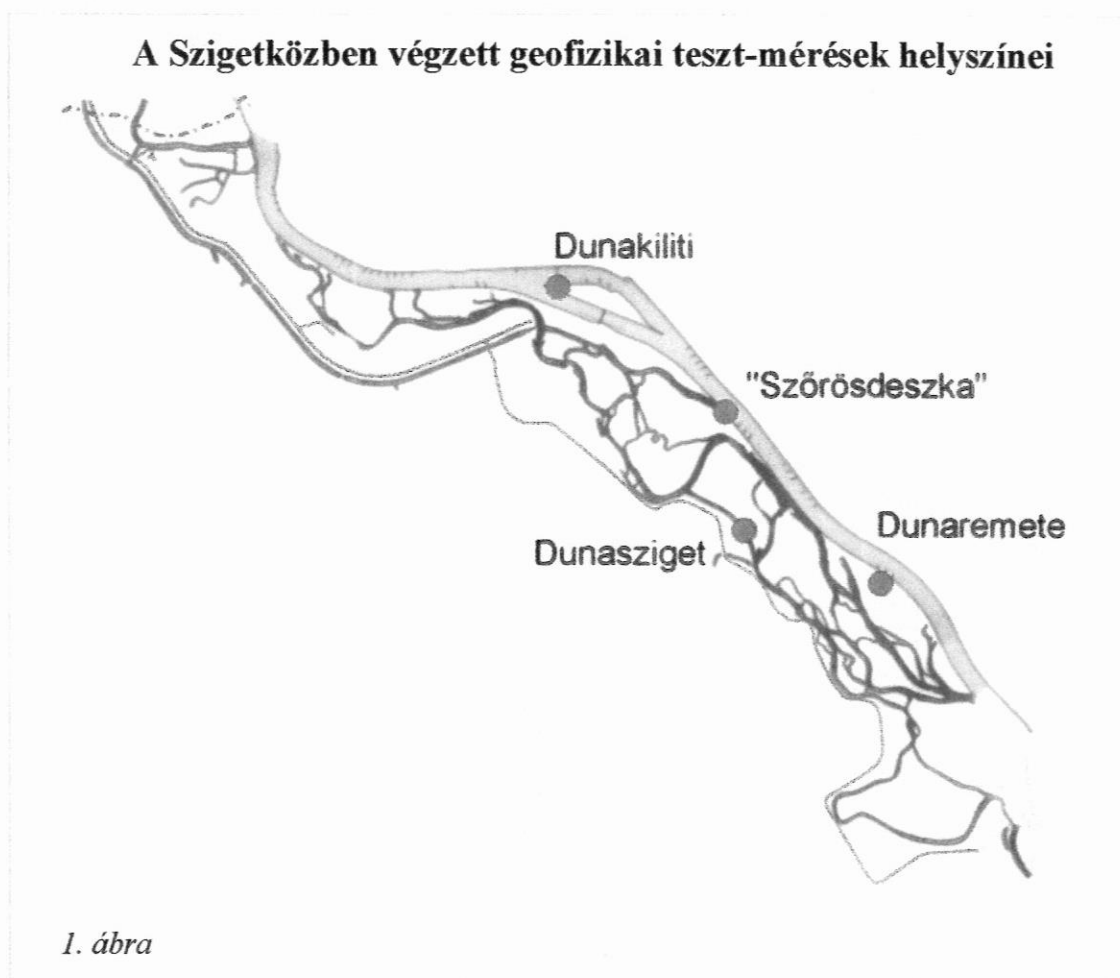 A Szigetközben végzett geofizikai teszt-mérések helyszínei
Dunakiliti
"Szőrösdeszka"
Dunaremete
Dunasziget
1. ábra